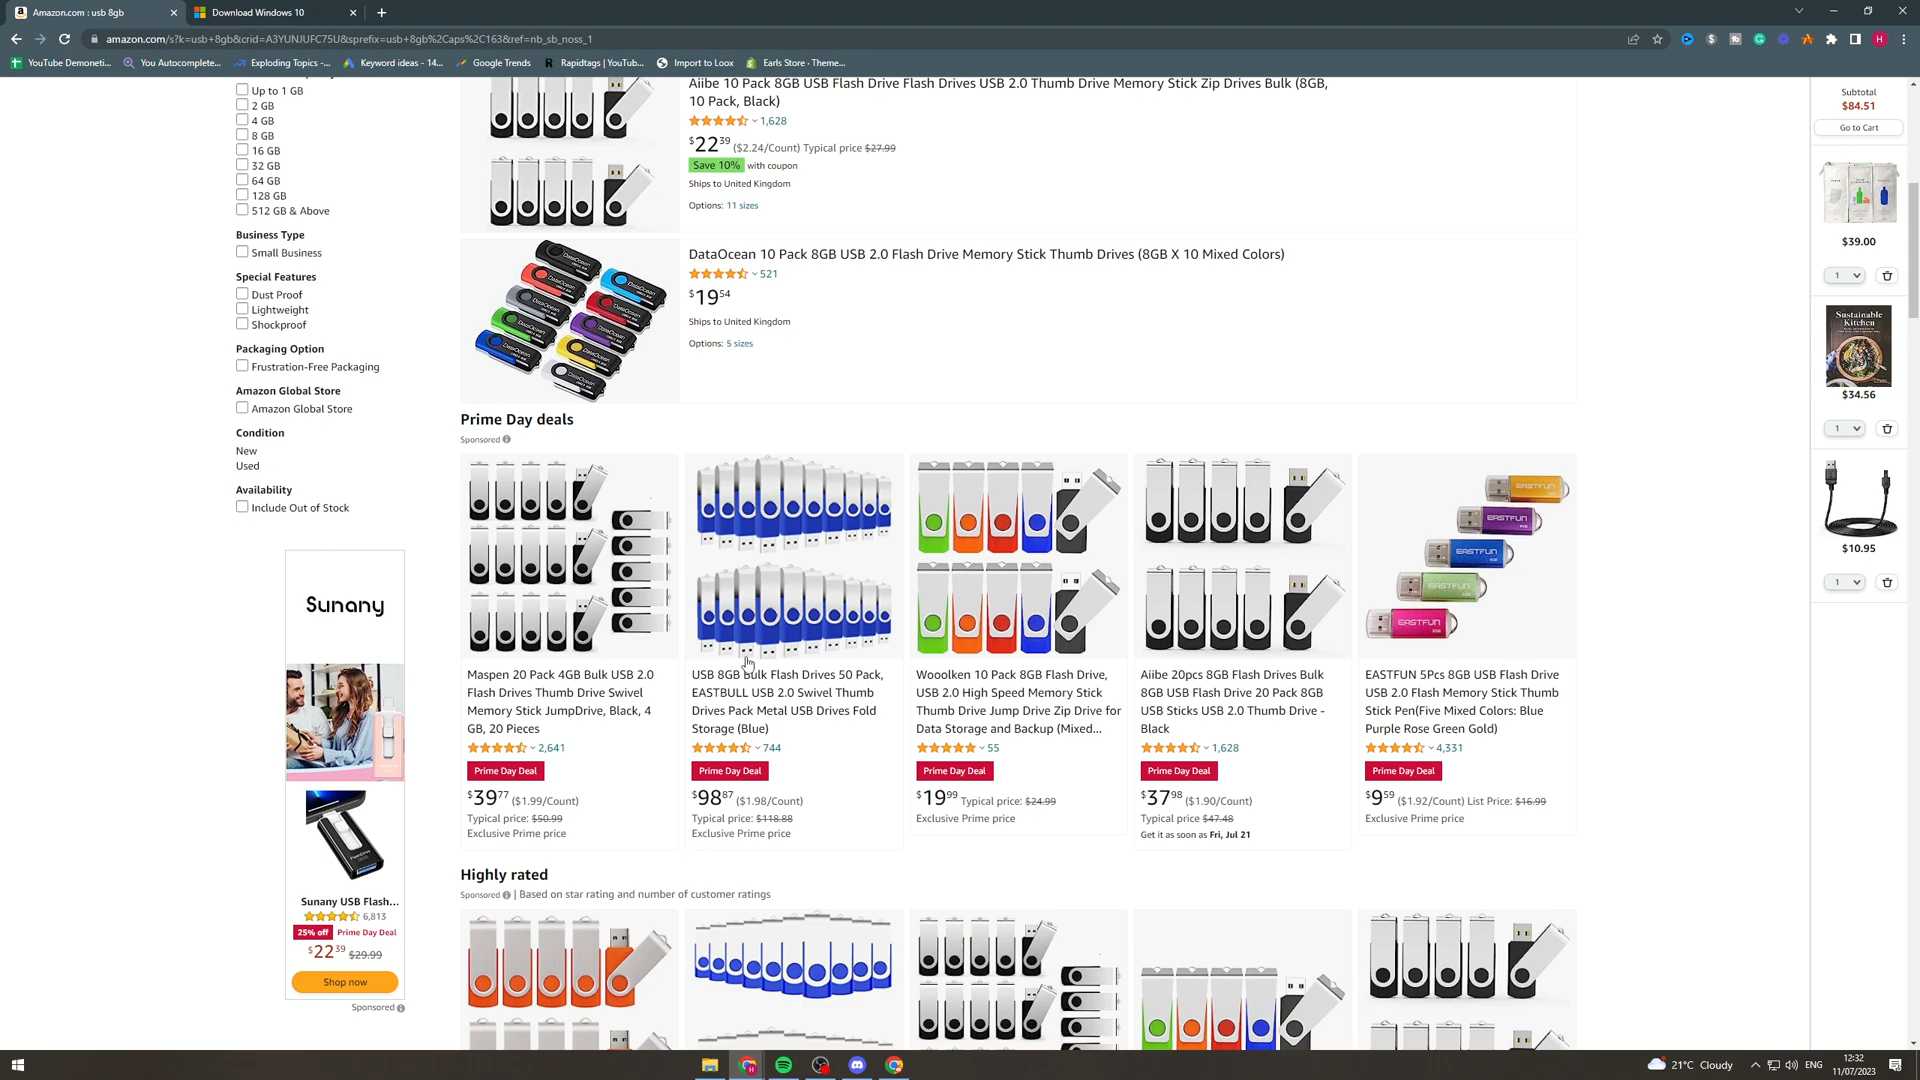 Amazon.com : usb 8gb
Download Windows 10
amazon.com/s?k=usb+8gb&crid=A3YUNJUFC75U&sprefix=usb+8gb%2Caps%2C163&ref=nb_sb_noss_1
YouTube Demoneti...
You Autocomplete...
Exploding Topics -...
Keyword ideas - 14...
Google Trends
Rapidtags | YouTub...
Import to Loox
Earls Store · Theme...
Up to 1 GB
2 GB
4 GB
8 GB
16 GB
32 GB
64 GB
128 GB
512 GB & Above
Business Type
Small Business
Special Features
Dust Proof
Lightweight
Shockproof
Packaging Option
Frustration-Free Packaging
Amazon Global Store
Amazon Global Store
Condition
New
Used
Availability
Include Out of Stock
Sunany
Sunany USB Flash...
6,813
25% off Prime Day Deal
$22 39 $29.99
Shop now
Sponsored
Aiibe 10 Pack 8GB USB Flash Drive Flash Drives USB 2.0 Thumb Drive Memory Stick Zip Drives Bulk (8GB,
10 Pack, Black)
1,628
$22 39 ($2.24/Count) Typical price $27.99
Save 10% with coupon
Ships to United Kingdom
Options: 11 sizes
DataOcean 10 Pack 8GB USB 2.0 Flash Drive Memory Stick Thumb Drives (8GB X 10 Mixed Colors)
521
$19 54
Ships to United Kingdom
Options: 5 sizes
Prime Day deals
Sponsored
Maspen 20 Pack 4GB Bulk USB 2.0
Flash Drives Thumb Drive Swivel
Memory Stick JumpDrive, Black, 4
GB, 20 Pieces
2,641
Prime Day Deal
$39 77 ($1.99/Count)
Typical price: $50.99
Exclusive Prime price
USB 8GB Bulk Flash Drives 50 Pack,
EASTBULL USB 2.0 Swivel Thumb
Drives Pack Metal USB Drives Fold
Storage (Blue)
744
Prime Day Deal
$98 87 ($1.98/Count)
Typical price: $118.88
Exclusive Prime price
Woolken 10 Pack 8GB Flash Drive,
USB 2.0 High Speed Memory Stick
Thumb Drive Jump Drive Zip Drive for
Data Storage and Backup (Mixed...
55
Prime Day Deal
$19 99 Typical price: $24.99
Exclusive Prime price
Aiibe 20pcs 8GB Flash Drives Bulk
8GB USB Flash Drive 20 Pack 8GB
USB Sticks USB 2.0 Thumb Drive -
Black
1,628
Prime Day Deal
$37 98 ($1.90/Count)
Typical price $47.48
Get it as soon as Fri, Jul 21
EASTFUN
EASTFUN
EASTFUN
EASTFUN
EASTFUN
EASTFUN 5Pcs 8GB USB Flash Drive
USB 2.0 Flash Memory Stick Thumb
Stick Pen(Five Mixed Colors: Blue
Purple Rose Green Gold)
4,331
Prime Day Deal
$9 59 ($1.92/Count) List Price: $16.99
Exclusive Prime price
Highly rated
Sponsored | Based on star rating and number of customer ratings
Subtotal
$84.51
Go to Cart
$39.00
1
Sustainable
Kitchen
$34.56
1
$10.95
1
21°C Cloudy
ENG
12:32
11/07/2023